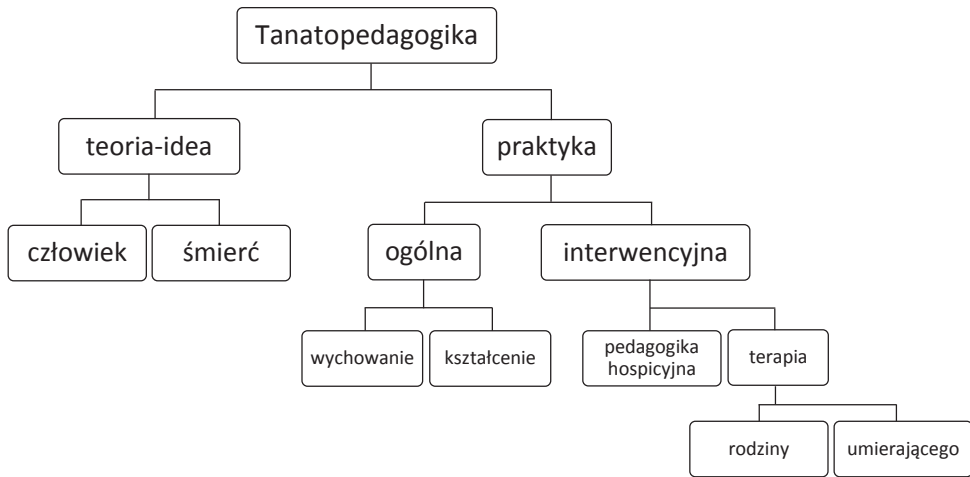 Tanatopedagogika
teoria-idea
praktyka
człowiek
śmierć
ogólna
interwencyjna
wychowanie
kształcenie
pedagogika
hospicyjna
terapia
rodziny
umierającego